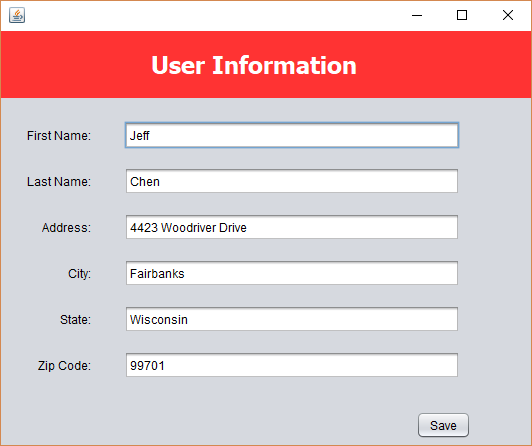 User Information
First Name: Jeff
Last Name: Chen
Address: 4423 Woodriver Drive
City: Fairbanks
State: Wisconsin
Zip Code: 99701
Save